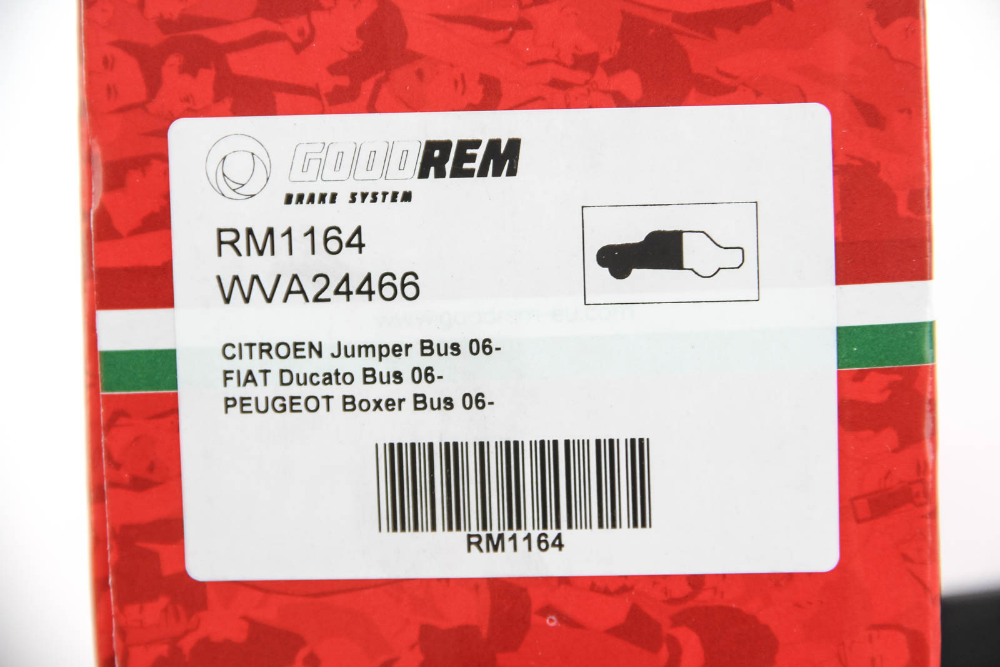 GOODREM
BRAKE SYSTEM
RM1164
WVA24466
CITROEN Jumper Bus 06-
FIAT Ducato Bus 06-
PEUGEOT Boxer Bus 06-
RM1164